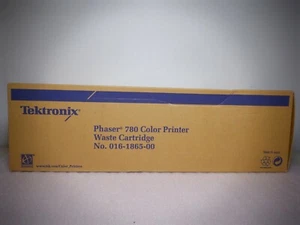 Tektronix
Phaser® 780 Color Printer
Waste Cartridge
No. 016-1865-00